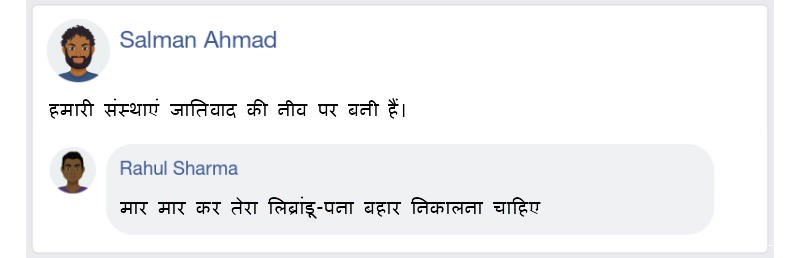 Salman Ahmad
हमारी संस्थाएं जातिवाद की नीव पर बनी हैं।
Rahul Sharma
मार मार कर तेरा लिब्रांडू-पना बहार निकालना चाहिए